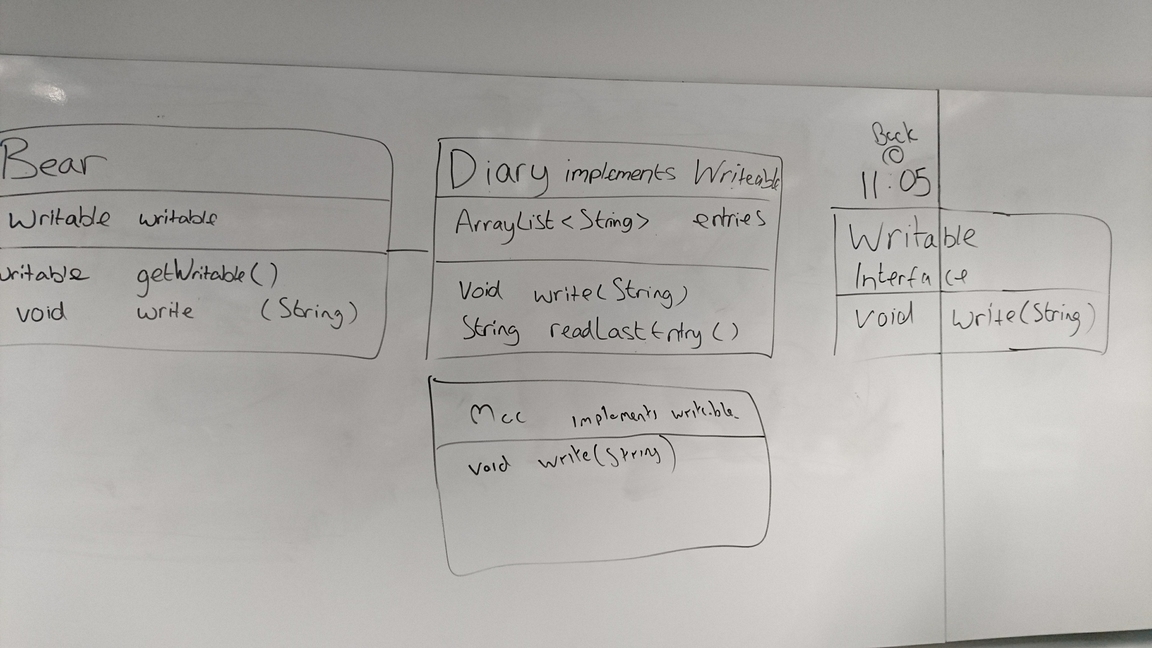 Bear
Writable writable
writable getWritable()
void write (String)
Diary implements Writeable
ArrayList<String> entries
Void write(String)
String readLastEntry()
Mcc implements writable
void write(String)
Back
@
11:05
Writable
Interface
Void write(String)